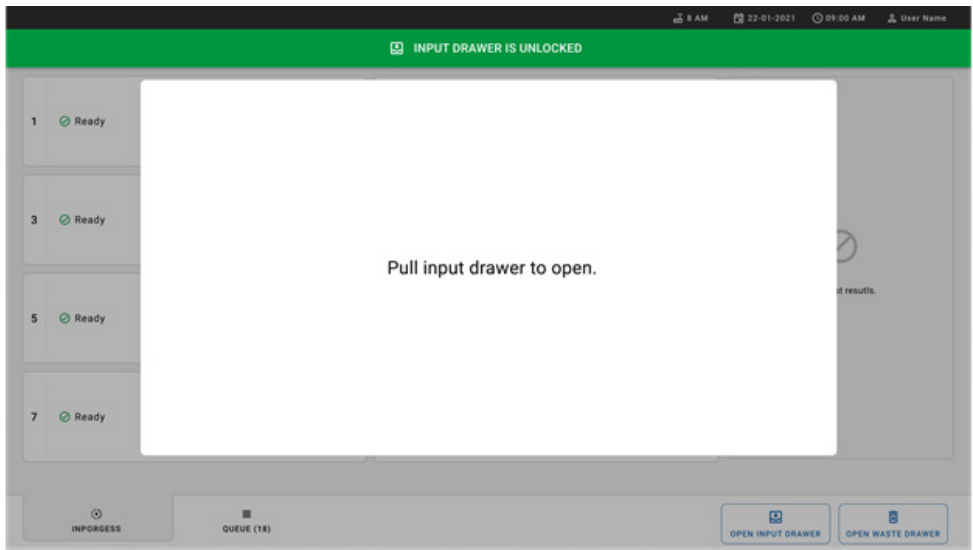 8 AM 22-01-2021 09:00 AM User Name
INPUT DRAWER IS UNLOCKED
1 Ready
3 Ready
Pull input drawer to open.
resutls.
5 Ready
7 Ready
INPORGESS
QUEUE (18)
OPEN INPUT DRAWER
OPEN WASTE DRAWER